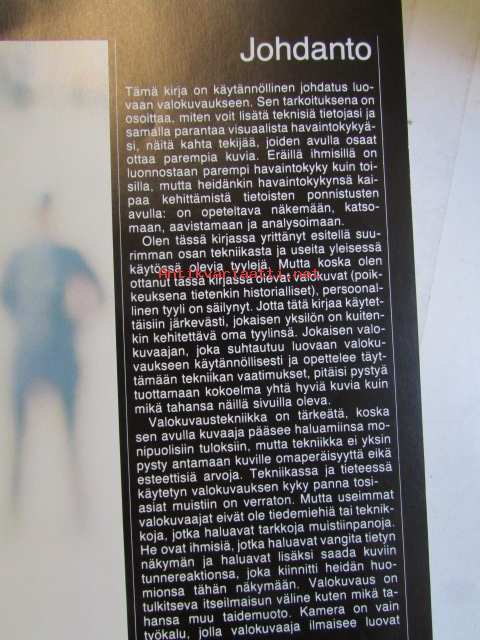 Johdanto
Tämä kirja on käytännöllinen johdatus luo-
vaan valokuvaukseen. Sen tarkoituksena on
osoittaa, miten voit lisätä teknisiä tietojasi ja
samalla parantaa visuaalista havaintokykyä-
si, näitä kahta tekijää, joiden avulla osaat
ottaa parempia kuvia. Eräillä ihmisillä on
luonnostaan parempi havaintokyky kuin toi-
silla, mutta heidänkin havaintokykynsä kai-
paa kehittämistä tietoisten ponnistusten
avulla: on opeteltava näkemään, katso-
maan, aavistamaan ja analysoimaan.
Olen tässä kirjassa yrittänyt esitellä suu-
rimman osan tekniikasta ja useita yleisessä
käytössä olevia tyylejä. Mutta koska olen
ottanut tässä kirjassa olevat valokuvat (poik-
keuksena tietenkin historialliset), persoonal-
linen tyyli on säilynyt. Jotta tätä kirjaa käytet-
täisiin järkevästi, jokaisen yksilön on kuiten-
kin kehitettävä oma tyylinsä. Jokaisen valo-
kuvaajan, joka suhtautuu luovaan valoku-
vaukseen käytännöllisesti ja opettelee täyt-
tämään tekniikan vaatimukset, pitäisi pystyä
tuottamaan kokoelma yhtä hyviä kuvia kuin
mikä tahansa näillä sivuilla oleva.
Valokuvaustekniikka on tärkeätä, koska
sen avulla kuvaaja pääsee haluamiinsa mo-
nipuolisiin tuloksiin, mutta tekniikka ei yksin
pysty antamaan kuville omaperäisyyttä eikä
esteettisiä arvoja. Tekniikassa ja tieteessä
käytetyn valokuvauksen kyky panna tosi-
asiat muistiin on verraton. Mutta useimmat
valokuvaajat eivät ole tiedemiehiä tai teknik-
koja, jotka haluavat tarkkoja muistiinpanoja.
He ovat ihmisiä, jotka haluavat vangita tietyn
näkymän ja haluavat lisäksi saada kuviin
tunnereaktionsa, joka kiinnitti heidän huo-
mionsa tähän näkymään. Valokuvaus on
tulkitseva itseilmaisun väline kuten mikä ta-
hansa muu taidemuoto. Kamera on vain
työkalu, jolla valokuvaaja ilmaisee luovat
Antikvariaatti.net